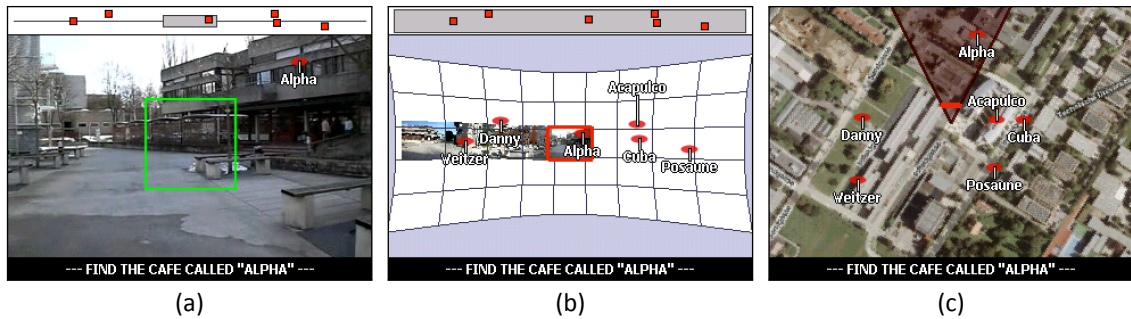 Alpha
--- FIND THE CAFE CALLED "ALPHA" ---
(a)
Acapulco
Danny
Veitzer
Alpha
Cuba
Posaune
--- FIND THE CAFE CALLED "ALPHA" ---
(b)
Alpha
Acapulco
Danny
Cuba
Posaune
Veitzer
--- FIND THE CAFE CALLED "ALPHA" ---
(c)